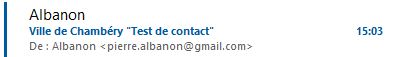 Albanon
Ville de Chambéry "Test de contact" 15:03
De : Albanon <pierre.albanon@gmail.com>